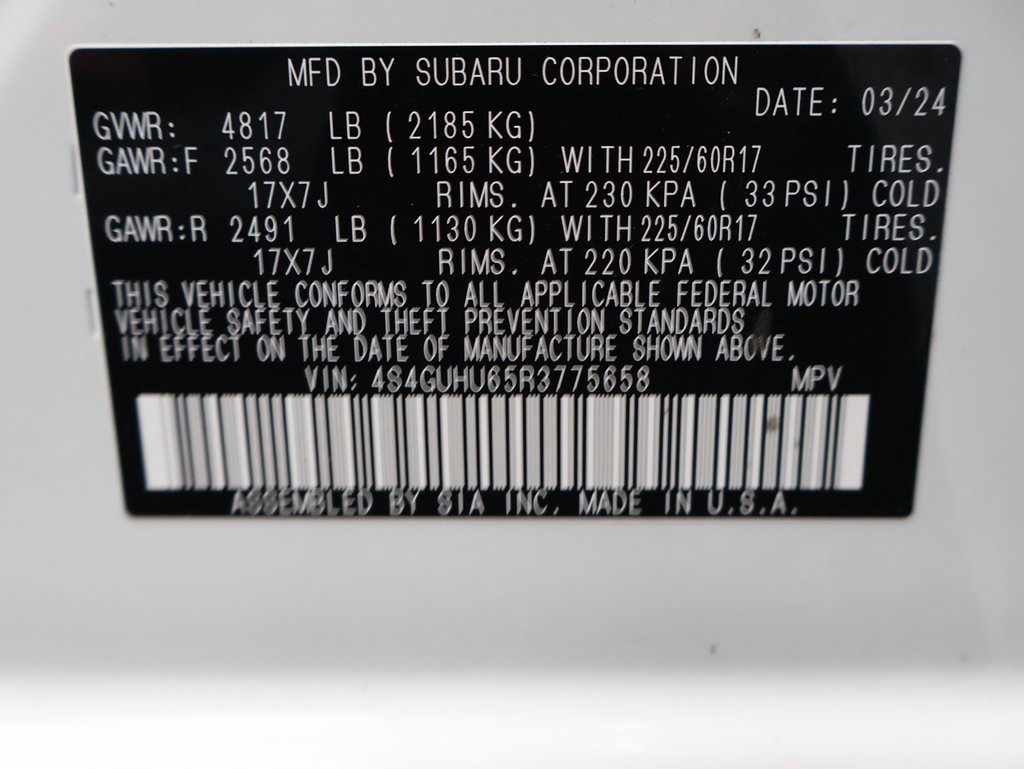 MFD BY SUBARU CORPORATION
DATE: 03/24
GVWR: 4817 LB ( 2185 KG)
GAWR:F 2568 LB ( 1165 KG) WITH 225/60R17 TIRES.
17X7J RIMS. AT 230 KPA ( 33 PSI) COLD
GAWR:R 2491 LB ( 1130 KG) WITH 225/60R17 TIRES.
17X7J RIMS. AT 220 KPA ( 32 PSI) COLD
THIS VEHICLE CONFORMS TO ALL APPLICABLE FEDERAL MOTOR
VEHICLE SAFETY AND THEFT PREVENTION STANDARDS
IN EFFECT ON THE DATE OF MANUFACTURE SHOWN ABOVE.
VIN: 4S4GUHU65R3775658 MPV
ASSEMBLED BY SIA INC. MADE IN U.S.A.